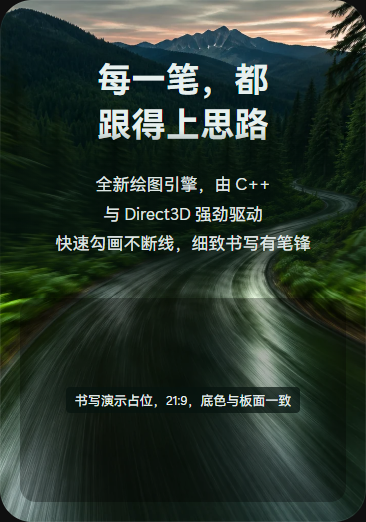 每一笔，都
跟得上思路
全新绘图引擎，由 C++
与 Direct3D 强劲驱动
快速勾画不断线，细致书写有笔锋
书写演示占位，21:9，底色与板面一致